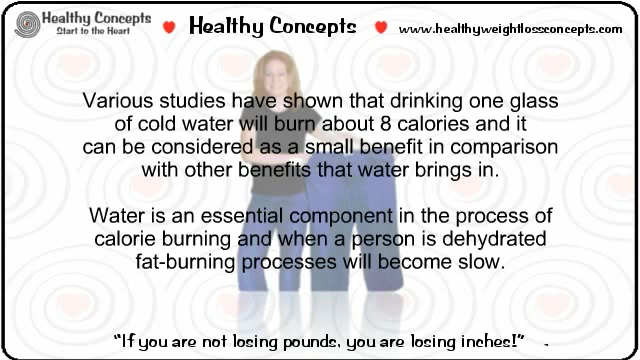 Healthy Concepts
Start to the Heart
Healthy Concepts
www.healthyweightlossconcepts.com
Various studies have shown that drinking one glass
of cold water will burn about 8 calories and it
can be considered as a small benefit in comparison
with other benefits that water brings in.
Water is an essential component in the process of
calorie burning and when a person is dehydrated
fat-burning processes will become slow.
"If you are not losing pounds, you are losing inches!"